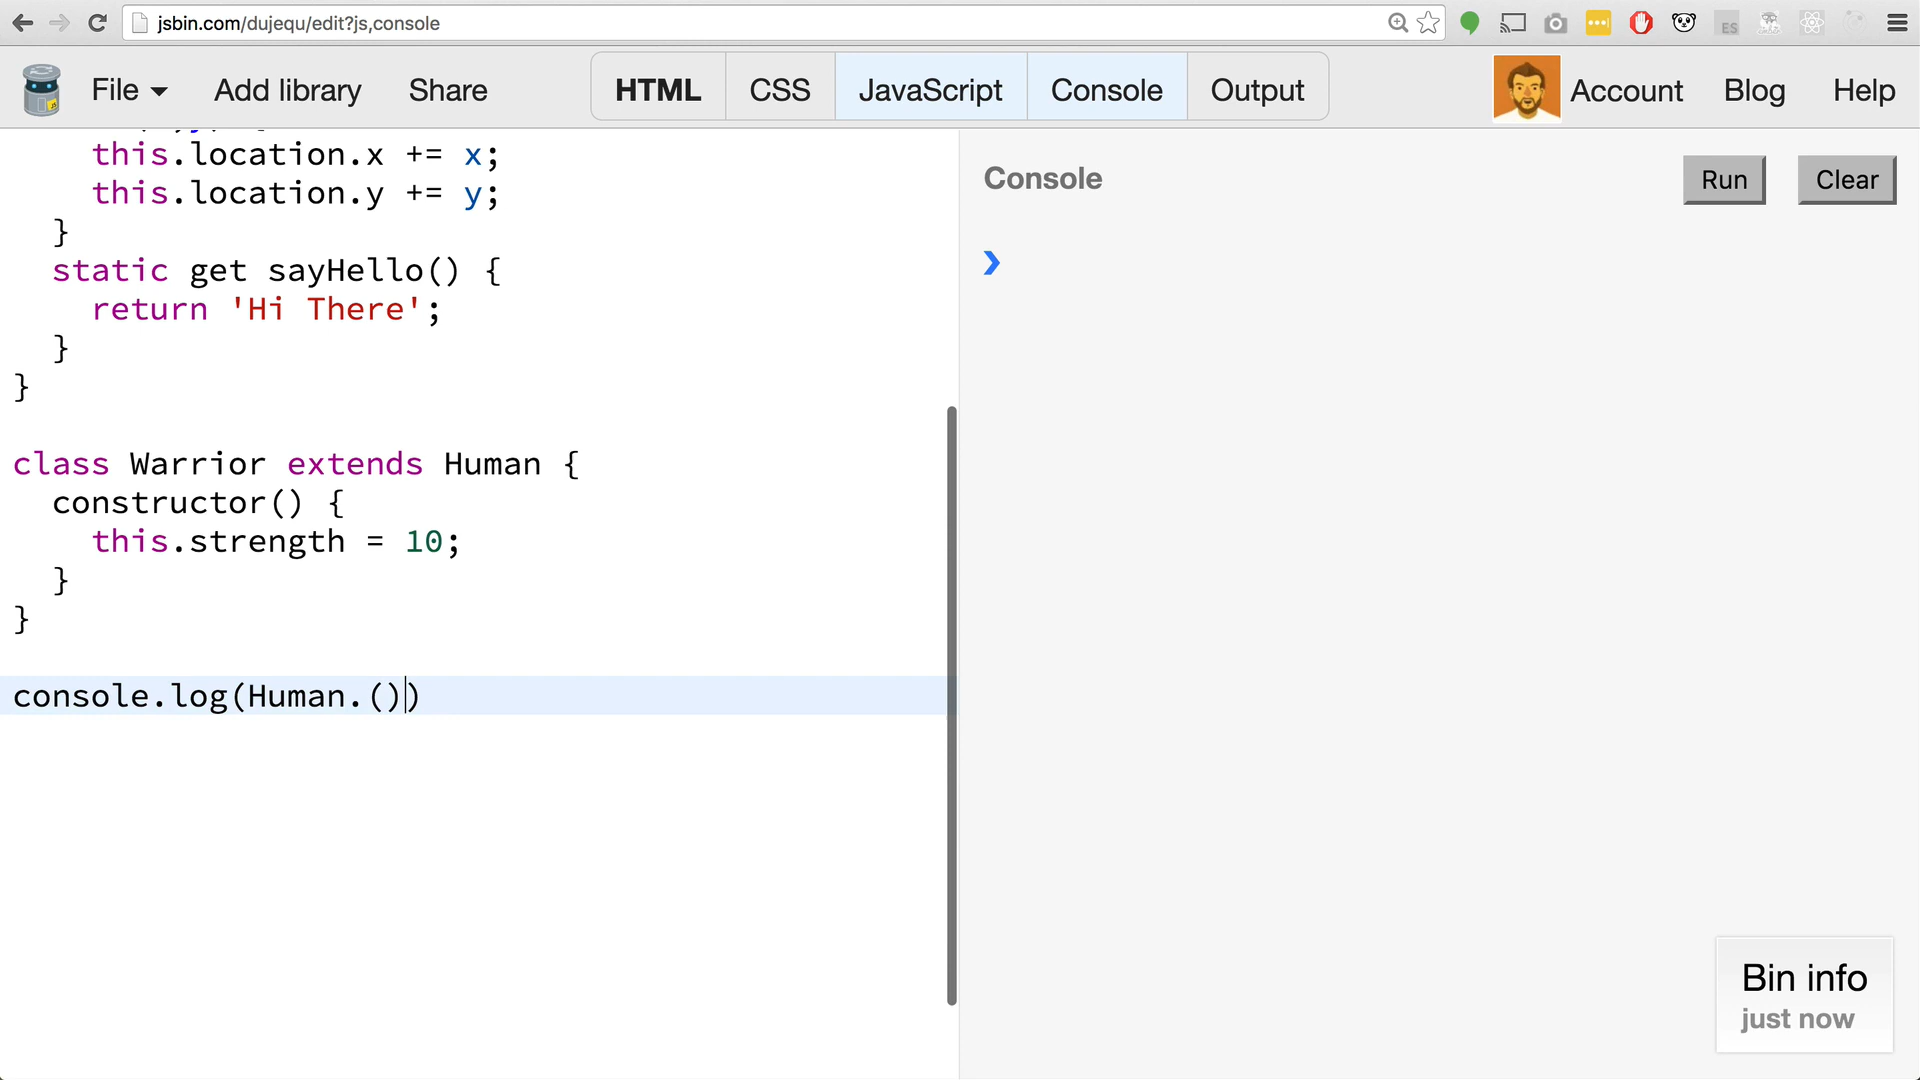 jsbin.com/dujequ/edit?js,console
ES
File
Add library
Share
HTML
CSS
JavaScript
Console
Output
Account
Blog
Help
this.location.x += x;
this.location.y += y;
}
static get sayHello() {
return 'Hi There';
}
}
class Warrior extends Human {
constructor() {
this.strength = 10;
}
}
console.log(Human.())
Console
Run
Clear
❯
Bin info
just now